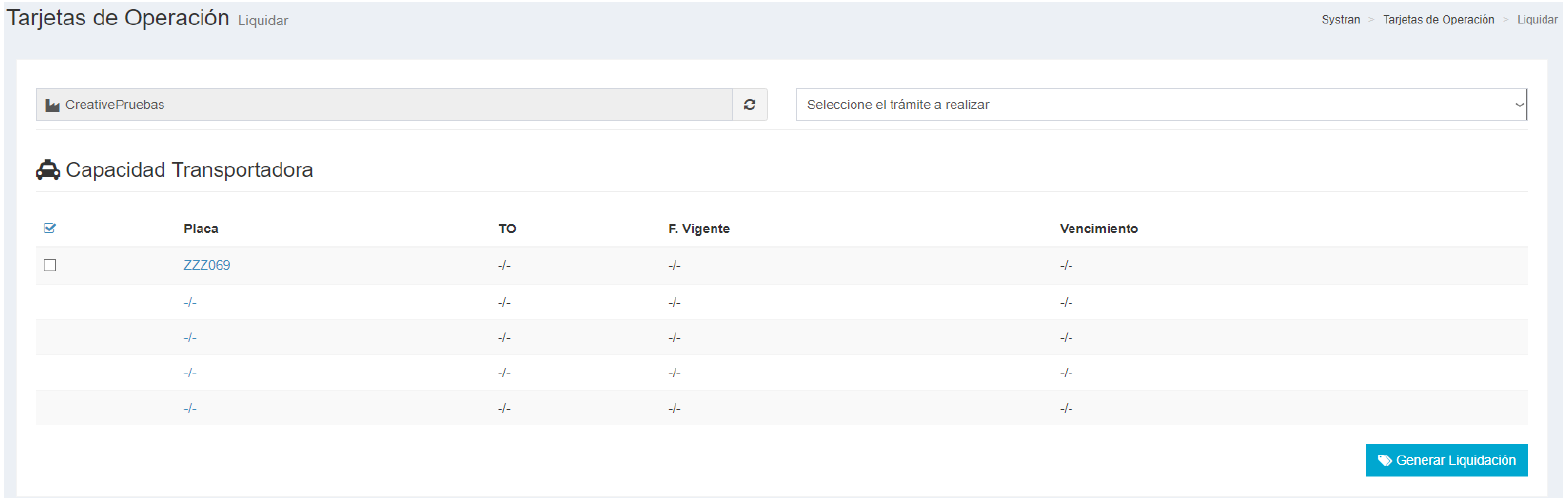 Tarjetas de Operación Liquidar
Systran > Tarjetas de Operación > Liquidar
CreativePruebas
Seleccione el trámite a realizar
Capacidad Transportadora
Placa TO F. Vigente Vencimiento
ZZZ069 -/- -/- -/-
-/- -/- -/- -/-
-/- -/- -/- -/-
-/- -/- -/- -/-
-/- -/- -/- -/-
Generar Liquidación